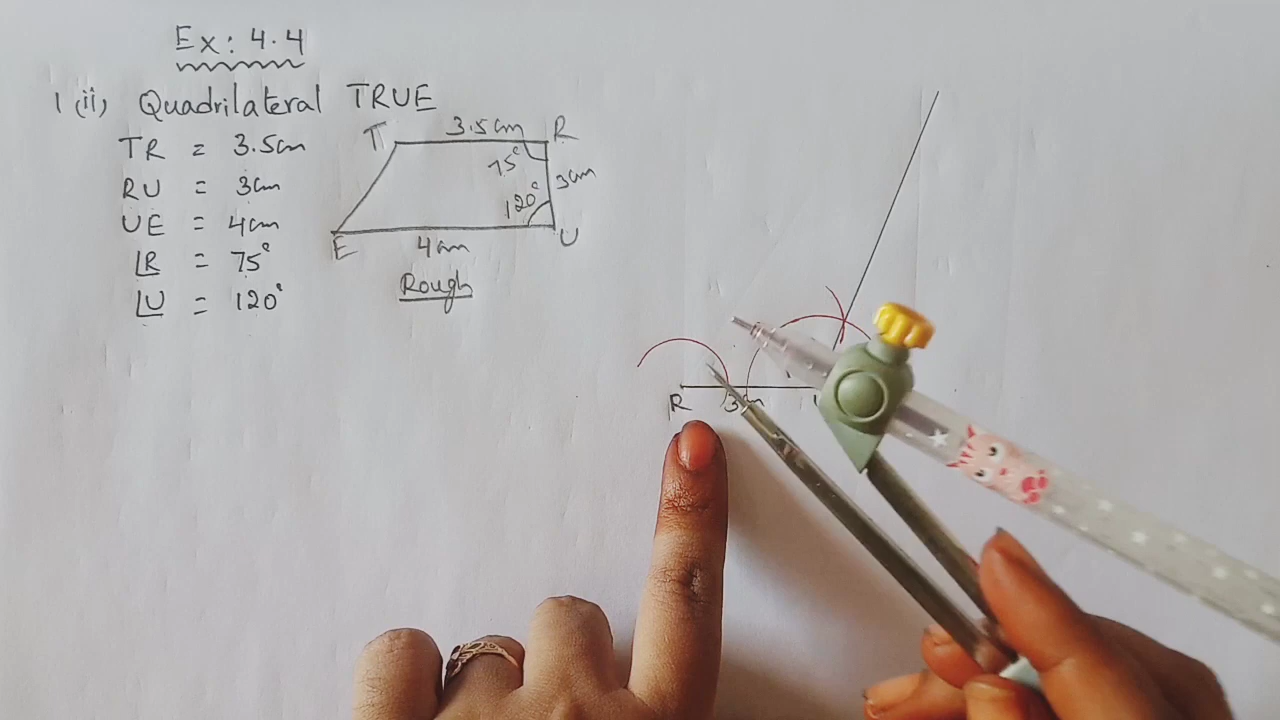 Ex: 4.4
1 (ii) Quadrilateral TRUE
TR = 3.5cm
RU = 3cm
UE = 4cm
∠R = 75°
∠U = 120°
T 3.5cm R
75°
3cm
120°
E 4cm U
Rough
R 3cm